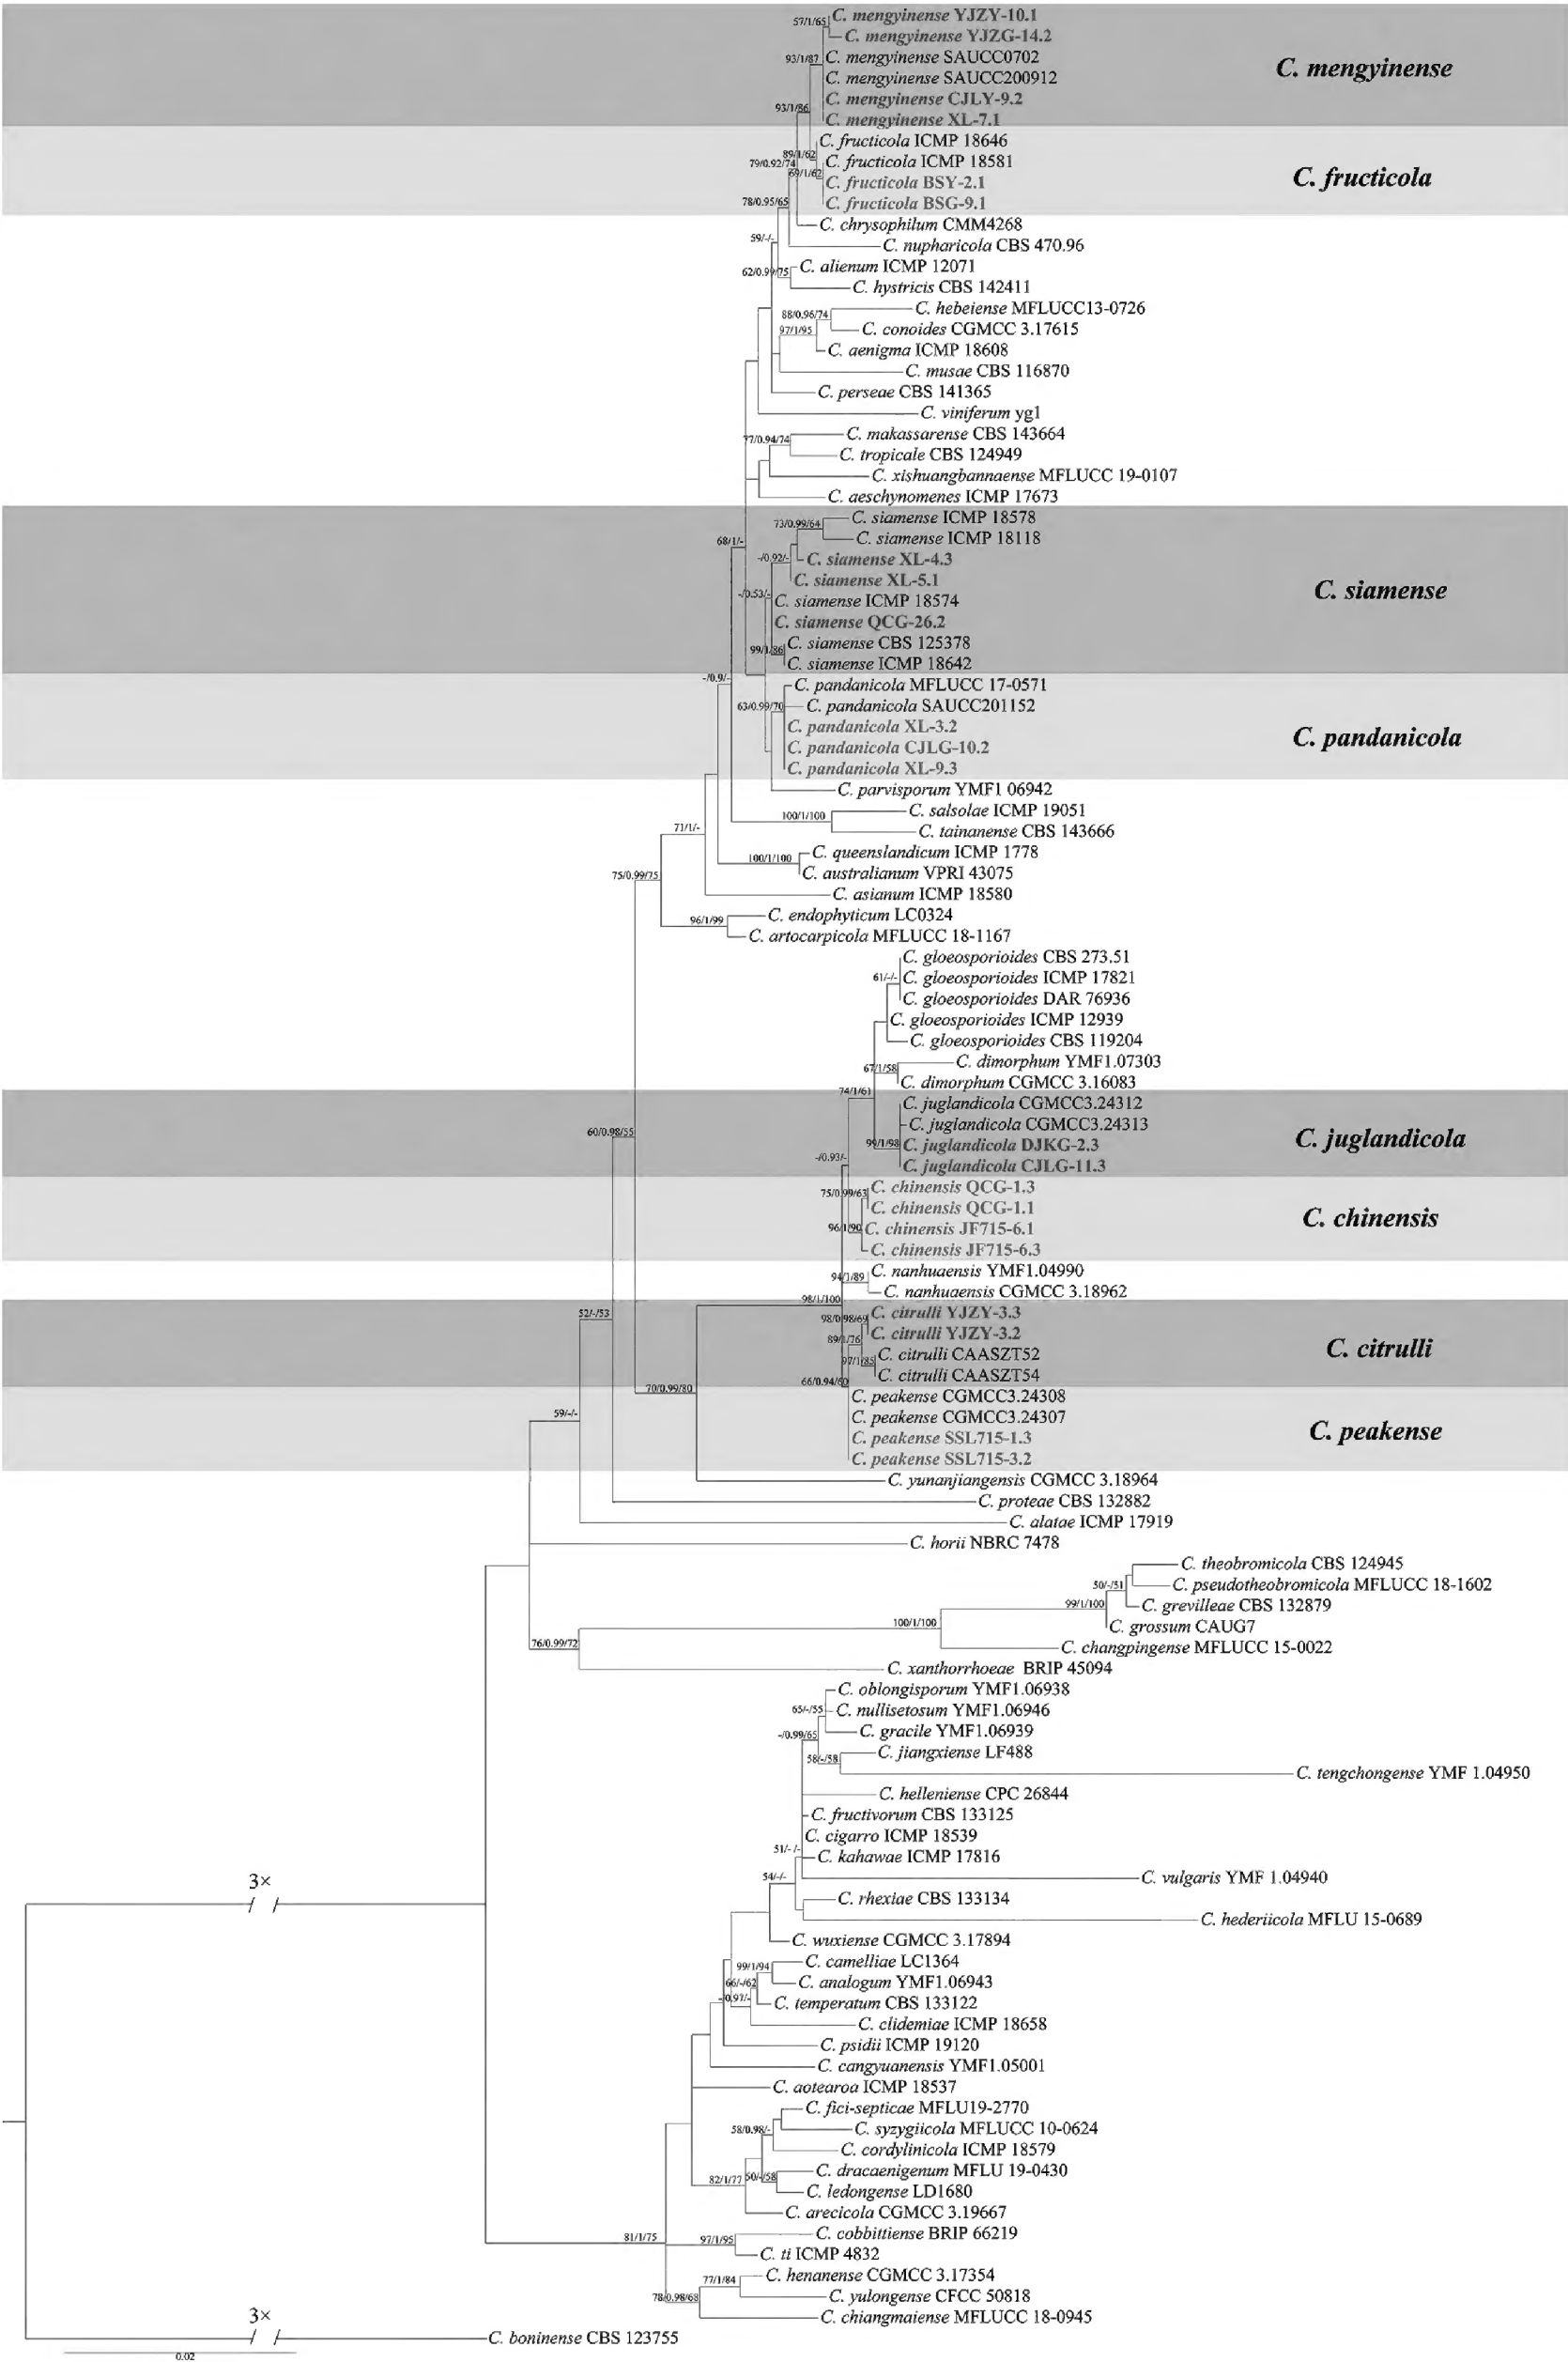 57/1/65 C. mengyinense YJZY-10.1
C. mengyinense YJZG-14.2
93/1/87 C. mengyinense SAUCC0702
C. mengyinense
C. mengyinense SAUCC200912
C. mengyinense CJLY-9.2
93/1/86
C. mengyinense XL-7.1
C. fructicola ICMP 18646
89/1/62
79/0.92/74 C. fructicola ICMP 18581
69/1/62
C. fructicola
C. fructicola BSY-2.1
78/0.95/65 C. fructicola BSG-9.1
C. chrysophilum CMM4268
59/-/-
C. nupharicola CBS 470.96
62/0.99/75 C. alienum ICMP 12071
C. hystricis CBS 142411
C. hebeiense MFLUCC13-0726
88/0.96/74
97/1/95 C. conoides CGMCC 3.17615
C. aenigma ICMP 18608
C. musae CBS 116870
C. perseae CBS 141365
C. viniferum yg1
77/0.94/74 C. makassarense CBS 143664
C. tropicale CBS 124949
C. xishuangbannaense MFLUCC 19-0107
C. aeschynomenes ICMP 17673
C. siamense ICMP 18578
73/0.99/64
68/1/- C. siamense ICMP 18118
-/0.92/- C. siamense XL-4.3
C. siamense XL-5.1
C. siamense
-/0.53/- C. siamense ICMP 18574
C. siamense QCG-26.2
C. siamense CBS 125378
99/1/86
C. siamense ICMP 18642
-/0.9/-
C. pandanicola MFLUCC 17-0571
63/0.99/70 C. pandanicola SAUCC201152
C. pandanicola XL-3.2
C. pandanicola
C. pandanicola CJLG-10.2
C. pandanicola XL-9.3
C. parvisporum YMF1 06942
C. salsolae ICMP 19051
100/1/100
71/1/- C. tainanense CBS 143666
C. queenslandicum ICMP 1778
100/1/100
75/0.99/75 C. australianum VPRI 43075
C. asianum ICMP 18580
C. endophyticum LC0324
96/1/99
C. artocarpicola MFLUCC 18-1167
C. gloeosporioides CBS 273.51
61/-/- C. gloeosporioides ICMP 17821
C. gloeosporioides DAR 76936
C. gloeosporioides ICMP 12939
C. gloeosporioides CBS 119204
C. dimorphum YMF1.07303
67/1/58
C. dimorphum CGMCC 3.16083
74/1/61
C. juglandicola CGMCC3.24312
C. juglandicola CGMCC3.24313
60/0.98/55
C. juglandicola
99/1/98 C. juglandicola DJKG-2.3
-/0.93/-
C. juglandicola CJLG-11.3
75/0.99/63 C. chinensis QCG-1.3
C. chinensis QCG-1.1
C. chinensis
96/1/90 C. chinensis JF715-6.1
C. chinensis JF715-6.3
94/1/89 C. nanhuaensis YMF1.04990
C. nanhuaensis CGMCC 3.18962
98/1/100
52/-/53 98/0.98/69 C. citrulli YJZY-3.3
C. citrulli YJZY-3.2
89/1/76
C. citrulli
97/1/85 C. citrulli CAASZT52
C. citrulli CAASZT54
66/0.94/60
70/0.99/80
C. peakense CGMCC3.24308
59/-/- C. peakense CGMCC3.24307
C. peakense
C. peakense SSL715-1.3
C. peakense SSL715-3.2
C. yunanjiangensis CGMCC 3.18964
C. proteae CBS 132882
C. alatae ICMP 17919
C. horii NBRC 7478
C. theobromicola CBS 124945
50/-/51 C. pseudotheobromicola MFLUCC 18-1602
99/1/100 C. grevilleae CBS 132879
100/1/100 C. grossum CAUG7
76/0.99/72 C. changpingense MFLUCC 15-0022
C. xanthorrhoeae BRIP 45094
C. oblongisporum YMF1.06938
65/-/55 C. nullisetosum YMF1.06946
-/0.99/65 C. gracile YMF1.06939
58/-/58 C. jiangxiense LF488
C. tengchongense YMF 1.04950
C. helleniense CPC 26844
C. fructivorum CBS 133125
C. cigarro ICMP 18539
51/-/-
C. kahawae ICMP 17816
54/-/- C. vulgaris YMF 1.04940
3×
C. rhexiae CBS 133134
C. hederiicola MFLU 15-0689
C. wuxiense CGMCC 3.17894
99/1/94 C. camelliae LC1364
66/-/62 C. analogum YMF1.06943
-/0.97/- C. temperatum CBS 133122
C. clidemiae ICMP 18658
C. psidii ICMP 19120
C. cangyuanensis YMF1.05001
C. aotearoa ICMP 18537
C. fici-septicae MFLU19-2770
58/0.98/- C. syzygiicola MFLUCC 10-0624
C. cordylinicola ICMP 18579
82/1/77 50/-/58 C. dracaenigenum MFLU 19-0430
C. ledongense LD1680
C. arecicola CGMCC 3.19667
81/1/75 97/1/95 C. cobbittiense BRIP 66219
C. ti ICMP 4832
77/1/84 C. henanense CGMCC 3.17354
78/0.98/68 C. yulongense CFCC 50818
C. chiangmaiense MFLUCC 18-0945
3×
C. boninense CBS 123755
0.02